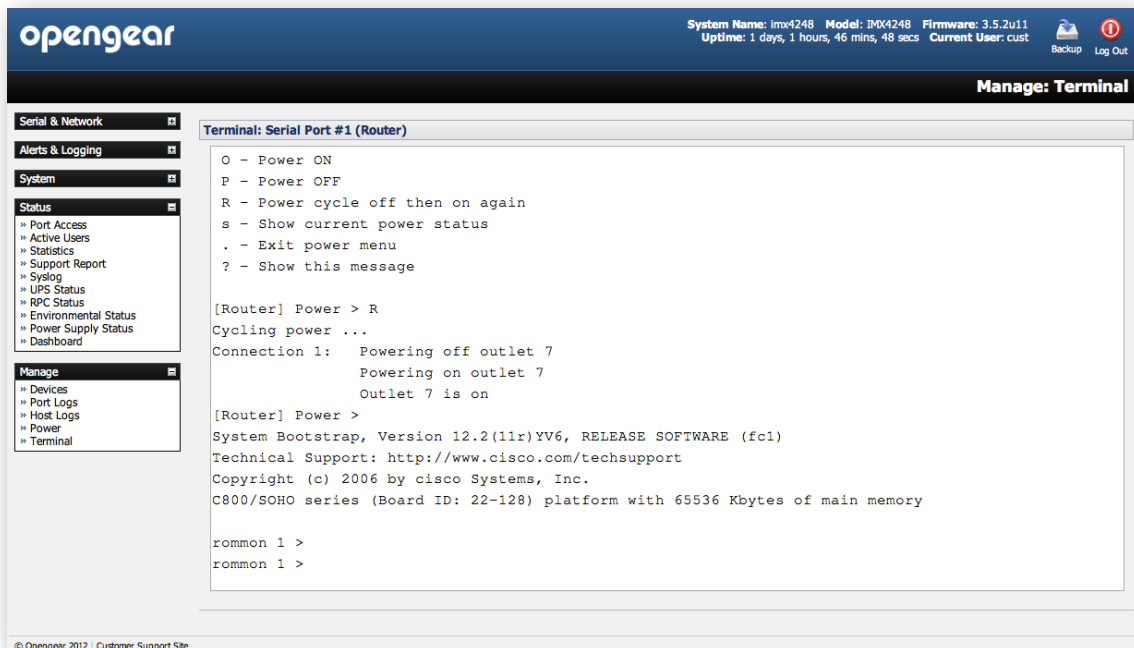 opengear
System Name: imx4248 Model: IMX4248 Firmware: 3.5.2u11
Uptime: 1 days, 1 hours, 46 mins, 48 secs Current User: cust
Backup
Log Out
Manage: Terminal
Serial & Network
Alerts & Logging
System
Status
» Port Access
» Active Users
» Statistics
» Support Report
» Syslog
» UPS Status
» RPC Status
» Environmental Status
» Power Supply Status
» Dashboard
Manage
» Devices
» Port Logs
» Host Logs
» Power
» Terminal
Terminal: Serial Port #1 (Router)
O - Power ON
P - Power OFF
R - Power cycle off then on again
s - Show current power status
. - Exit power menu
? - Show this message
[Router] Power > R
Cycling power ...
Connection 1: Powering off outlet 7
Powering on outlet 7
Outlet 7 is on
[Router] Power >
System Bootstrap, Version 12.2(11r)YV6, RELEASE SOFTWARE (fc1)
Technical Support: http://www.cisco.com/techsupport
Copyright (c) 2006 by cisco Systems, Inc.
C800/SOHO series (Board ID: 22-128) platform with 65536 Kbytes of main memory
rommon 1 >
rommon 1 >
© Opengear 2012 | Customer Support Site